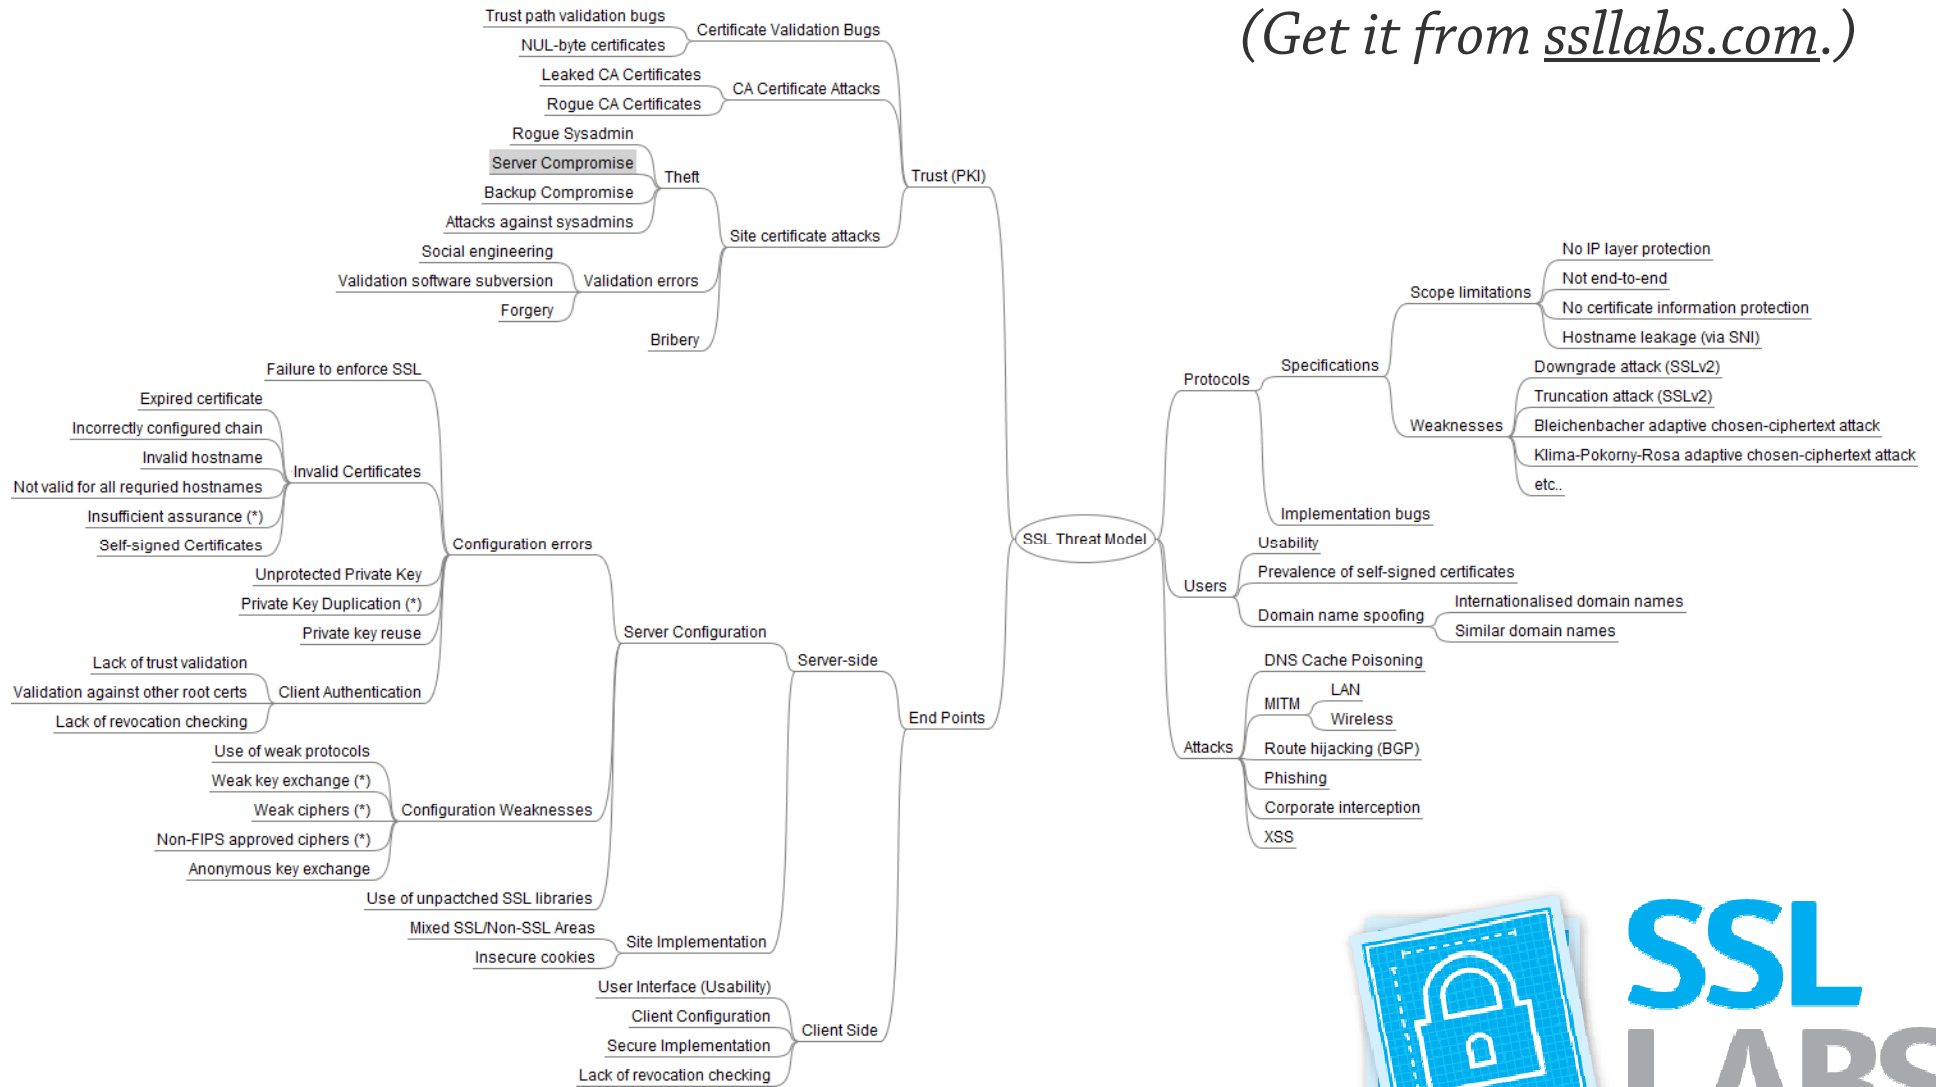 (Get it from ssllabs.com.)
Trust path validation bugs
NUL-byte certificates
Certificate Validation Bugs
Leaked CA Certificates
Rogue CA Certificates
CA Certificate Attacks
Rogue Sysadmin
Server Compromise
Backup Compromise
Attacks against sysadmins
Theft
Social engineering
Validation software subversion
Forgery
Validation errors
Bribery
Site certificate attacks
Trust (PKI)
Failure to enforce SSL
Expired certificate
Incorrectly configured chain
Invalid hostname
Not valid for all requried hostnames
Insufficient assurance (*)
Self-signed Certificates
Invalid Certificates
Unprotected Private Key
Private Key Duplication (*)
Private key reuse
Lack of trust validation
Validation against other root certs
Lack of revocation checking
Client Authentication
Configuration errors
Use of weak protocols
Weak key exchange (*)
Weak ciphers (*)
Non-FIPS approved ciphers (*)
Anonymous key exchange
Configuration Weaknesses
Use of unpactched SSL libraries
Server Configuration
Mixed SSL/Non-SSL Areas
Insecure cookies
Site Implementation
Server-side
User Interface (Usability)
Client Configuration
Secure Implementation
Lack of revocation checking
Client Side
End Points
SSL Threat Model
Protocols
Specifications
Scope limitations
No IP layer protection
Not end-to-end
No certificate information protection
Hostname leakage (via SNI)
Weaknesses
Downgrade attack (SSLv2)
Truncation attack (SSLv2)
Bleichenbacher adaptive chosen-ciphertext attack
Klima-Pokorny-Rosa adaptive chosen-ciphertext attack
etc..
Implementation bugs
Users
Usability
Prevalence of self-signed certificates
Domain name spoofing
Internationalised domain names
Similar domain names
Attacks
DNS Cache Poisoning
MITM
LAN
Wireless
Route hijacking (BGP)
Phishing
Corporate interception
XSS
SSL
LABS